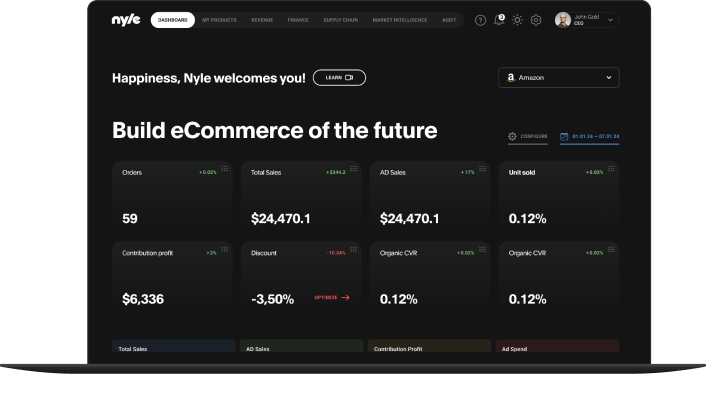 nyle DASHBOARD MY PRODUCTS REVENUE FINANCE SUPPLY CHAIN MARKET INTELLIGENCE AUDIT ? 3 John Gold
CEO
Happiness, Nyle welcomes you! LEARN a Amazon
Build eCommerce of the future
CONFIGURE 01.01.24 — 07.31.24
Orders +0.02% Total Sales +$344.2 AD Sales +17% Unit sold +0.02%
59 $24,470.1 $24,470.1 0.12%
Contribution profit +2% Discount -10.34% Organic CVR +0.02% Organic CVR +0.02%
$6,336 -3,50% OPTIMIZE → 0.12% 0.12%
Total Sales AD Sales Contribution Profit Ad Spend